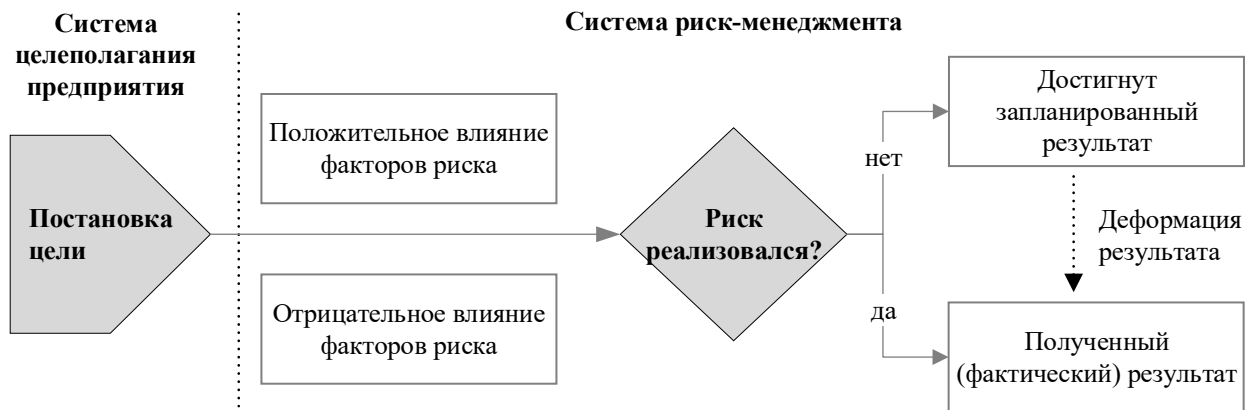 Система
целеполагания
предприятия
Система риск-менеджмента
Постановка
цели
Положительное влияние
факторов риска
Отрицательное влияние
факторов риска
Риск
реализовался?
нет
да
Достигнут
запланированный
результат
Деформация
результата
Полученный
(фактический) результат